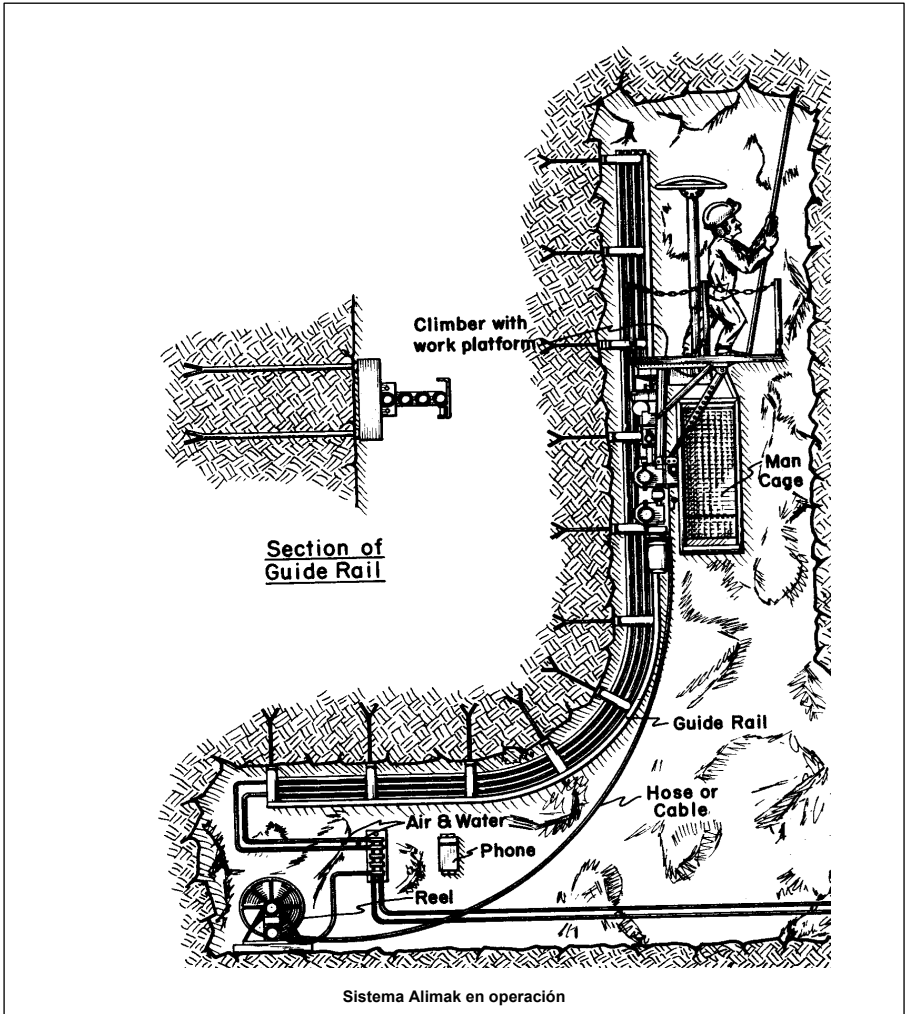 Climber with
work platform
Man
Cage
Section of
Guide Rail
Guide Rail
Hose or
Cable
Air & Water
Phone
Reel
Sistema Alimak en operación